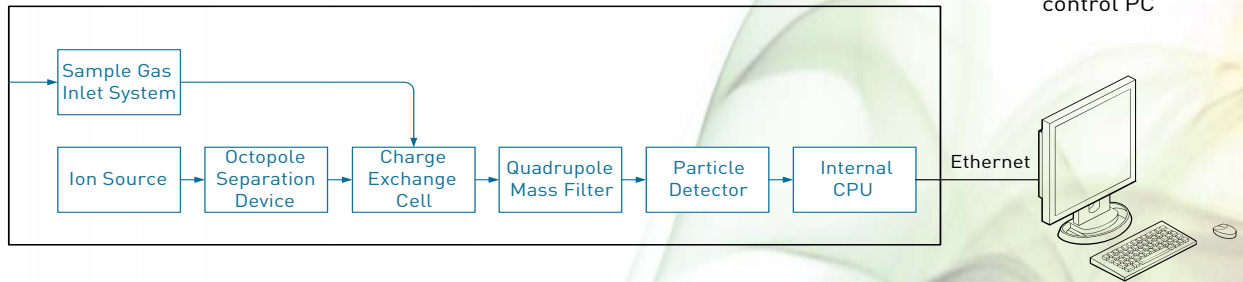 control PC
Sample Gas
Inlet System
Ion Source
Octopole
Separation
Device
Charge
Exchange
Cell
Quadrupole
Mass Filter
Particle
Detector
Internal
CPU
Ethernet